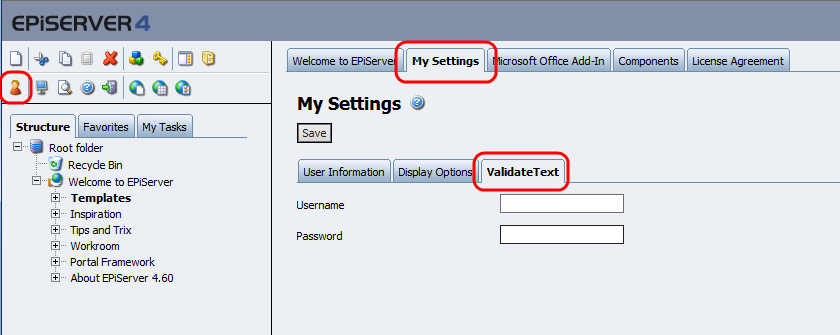 EPiSERVER 4
Welcome to EPiServer My Settings Microsoft Office Add-In Components License Agreement
My Settings
Save
Structure Favorites My Tasks
Root folder
Recycle Bin
Welcome to EPiServer
Templates
Inspiration
Tips and Trix
Workroom
Portal Framework
About EPiServer 4.60
User Information Display Options ValidateText
Username
Password